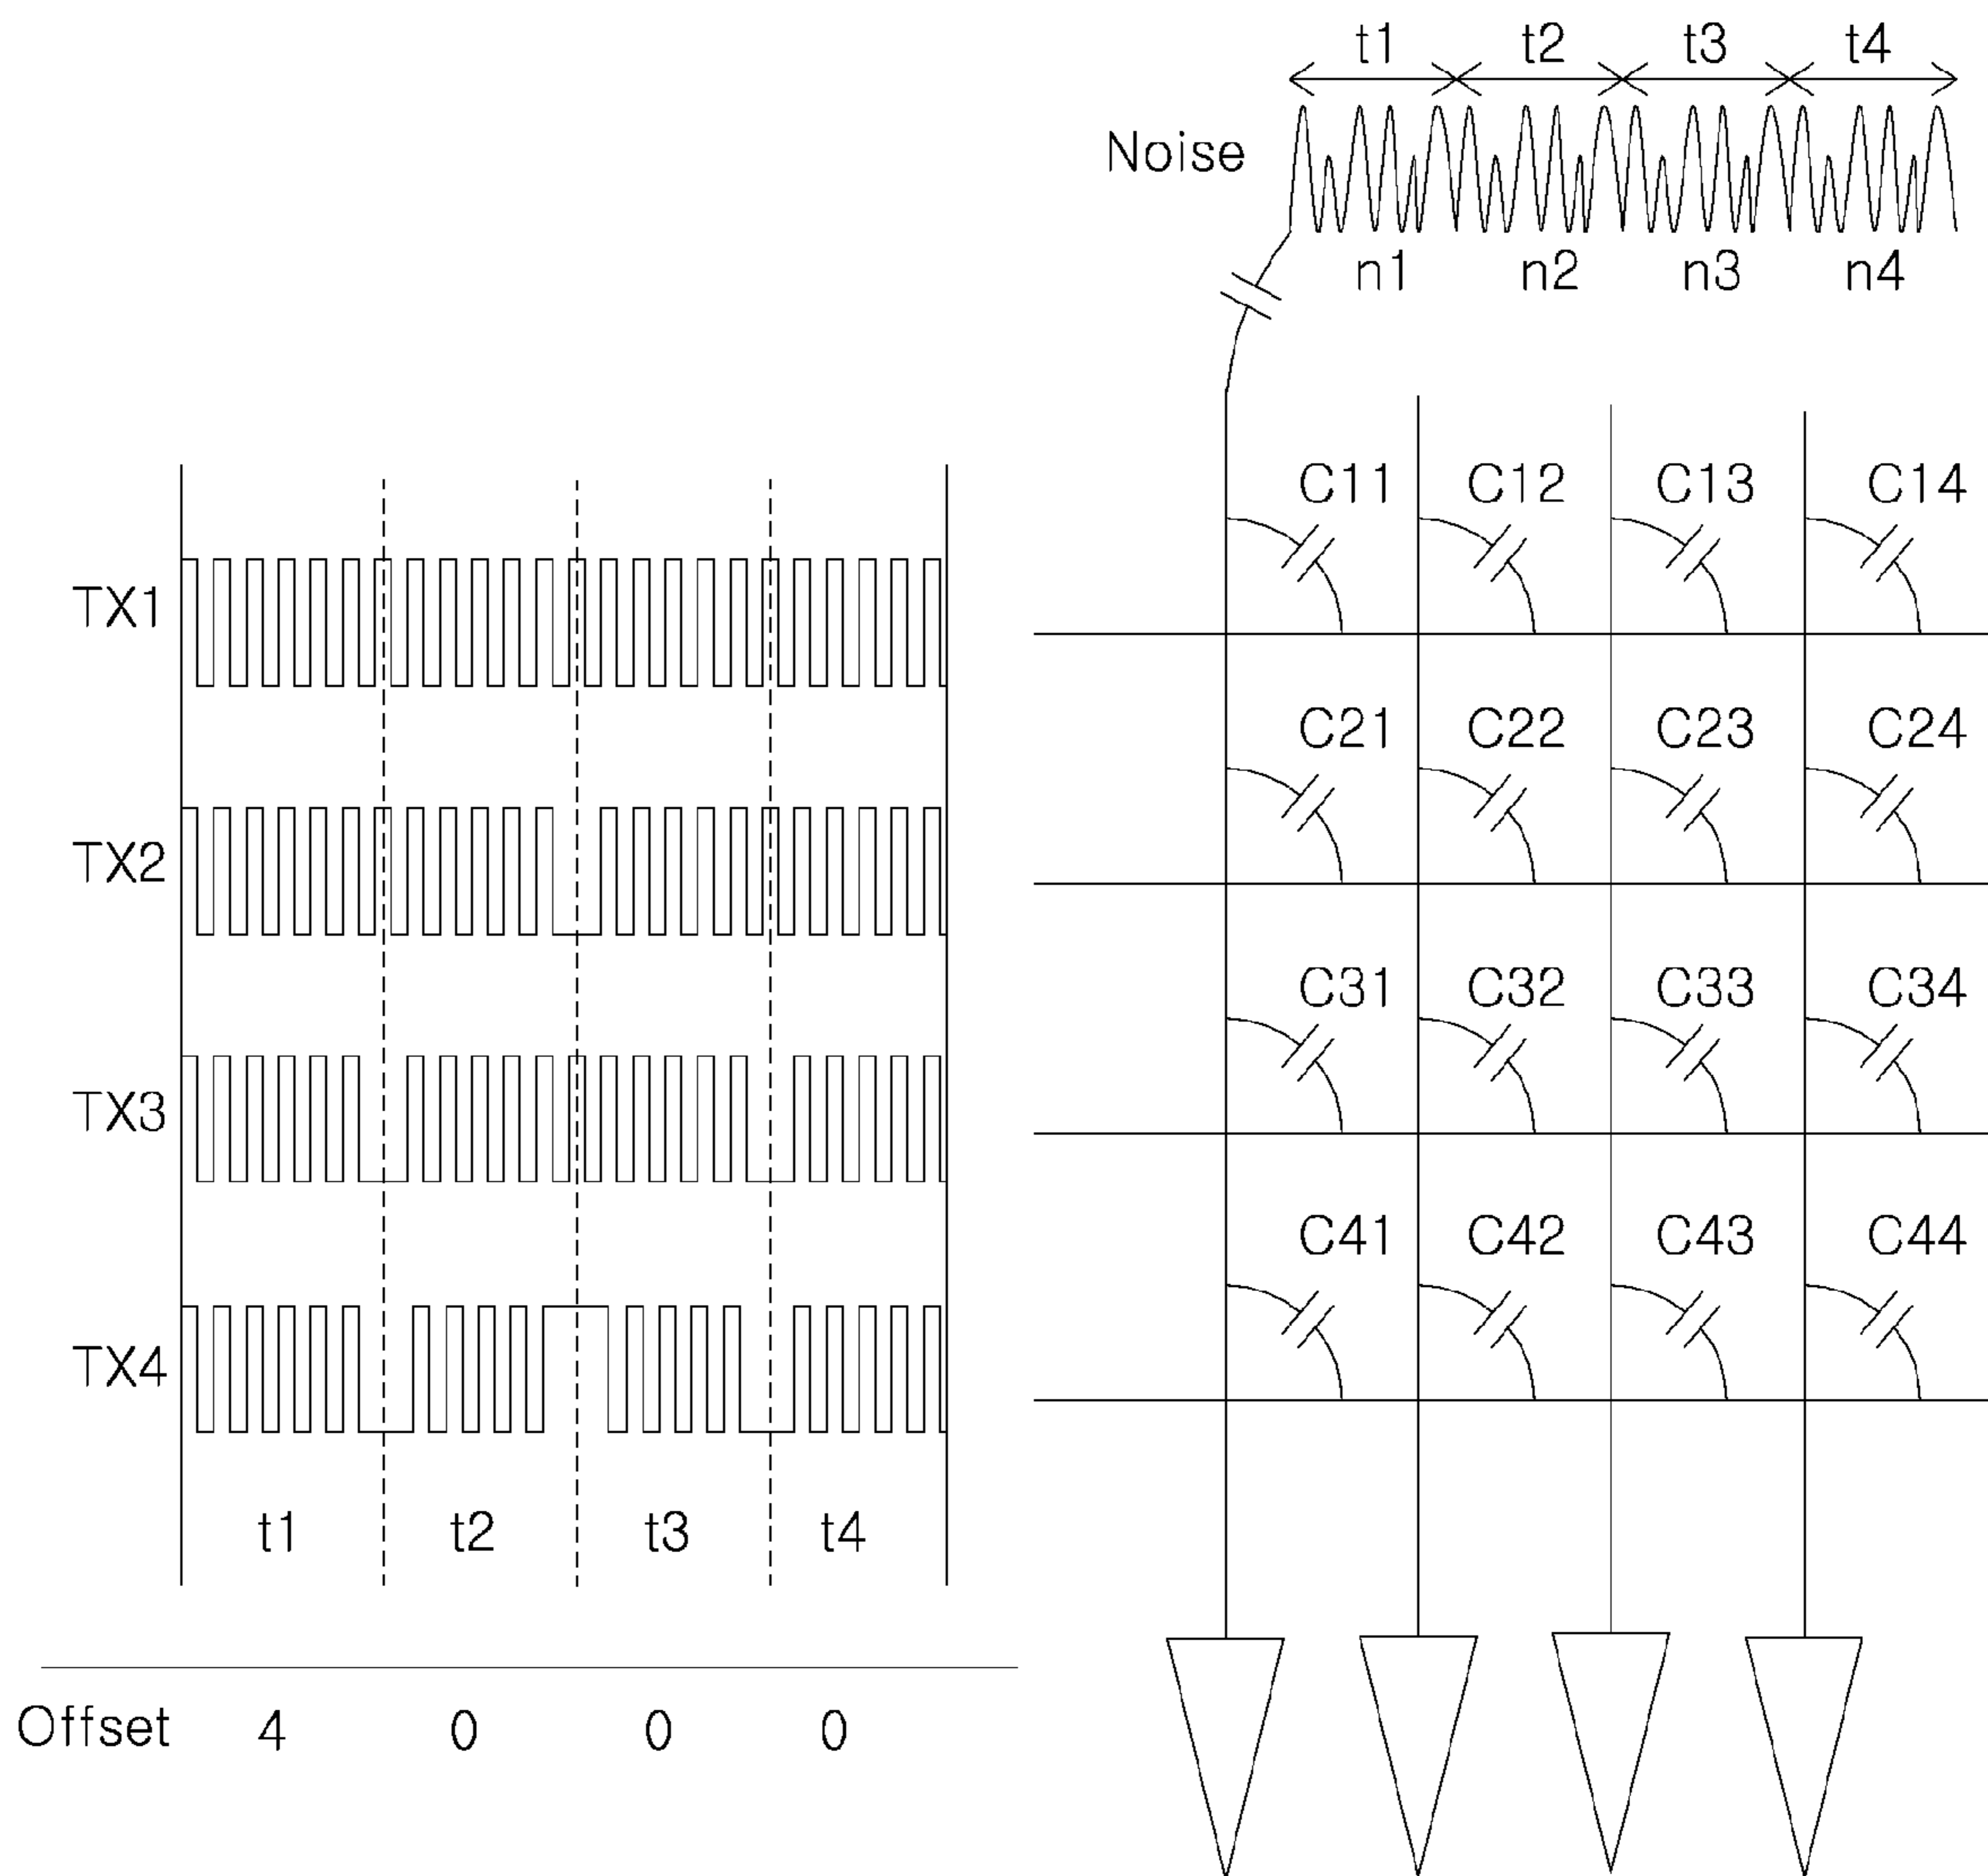 t1 t2 t3 t4
Noise
n1 n2 n3 n4
C11 C12 C13 C14
TX1
C21 C22 C23 C24
TX2
C31 C32 C33 C34
TX3
C41 C42 C43 C44
TX4
t1 t2 t3 t4
Offset 4 0 0 0